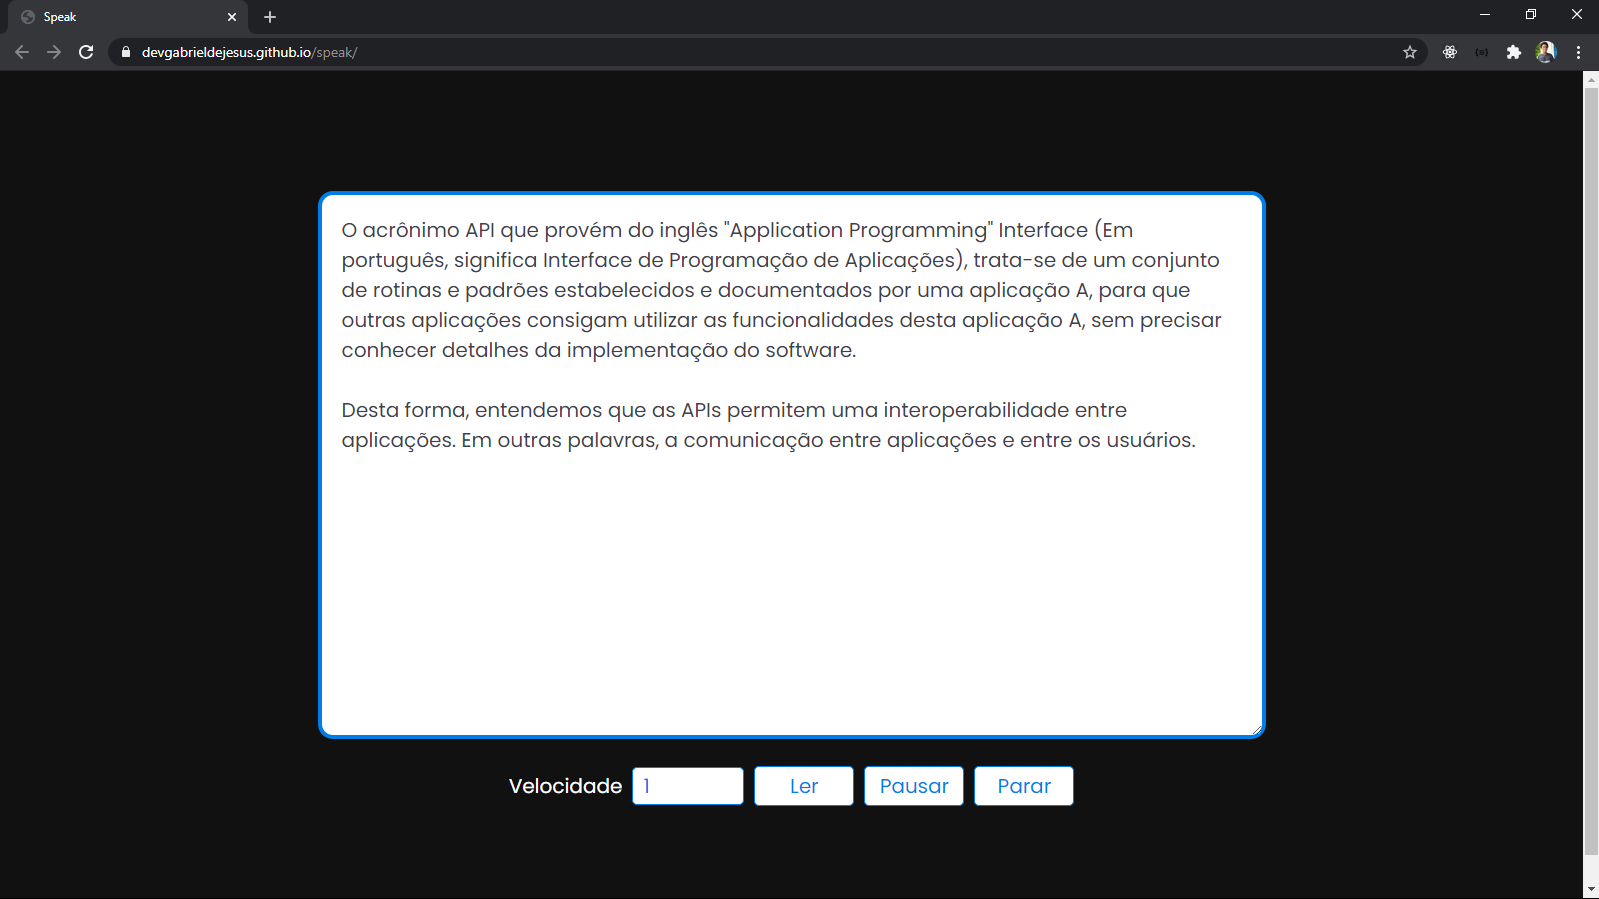 Speak
devgabrieldejesus.github.io/speak/
O acrônimo API que provém do inglês "Application Programming" Interface (Em
português, significa Interface de Programação de Aplicações), trata-se de um conjunto
de rotinas e padrões estabelecidos e documentados por uma aplicação A, para que
outras aplicações consigam utilizar as funcionalidades desta aplicação A, sem precisar
conhecer detalhes da implementação do software.
Desta forma, entendemos que as APIs permitem uma interoperabilidade entre
aplicações. Em outras palavras, a comunicação entre aplicações e entre os usuários.
Velocidade 1 Ler Pausar Parar